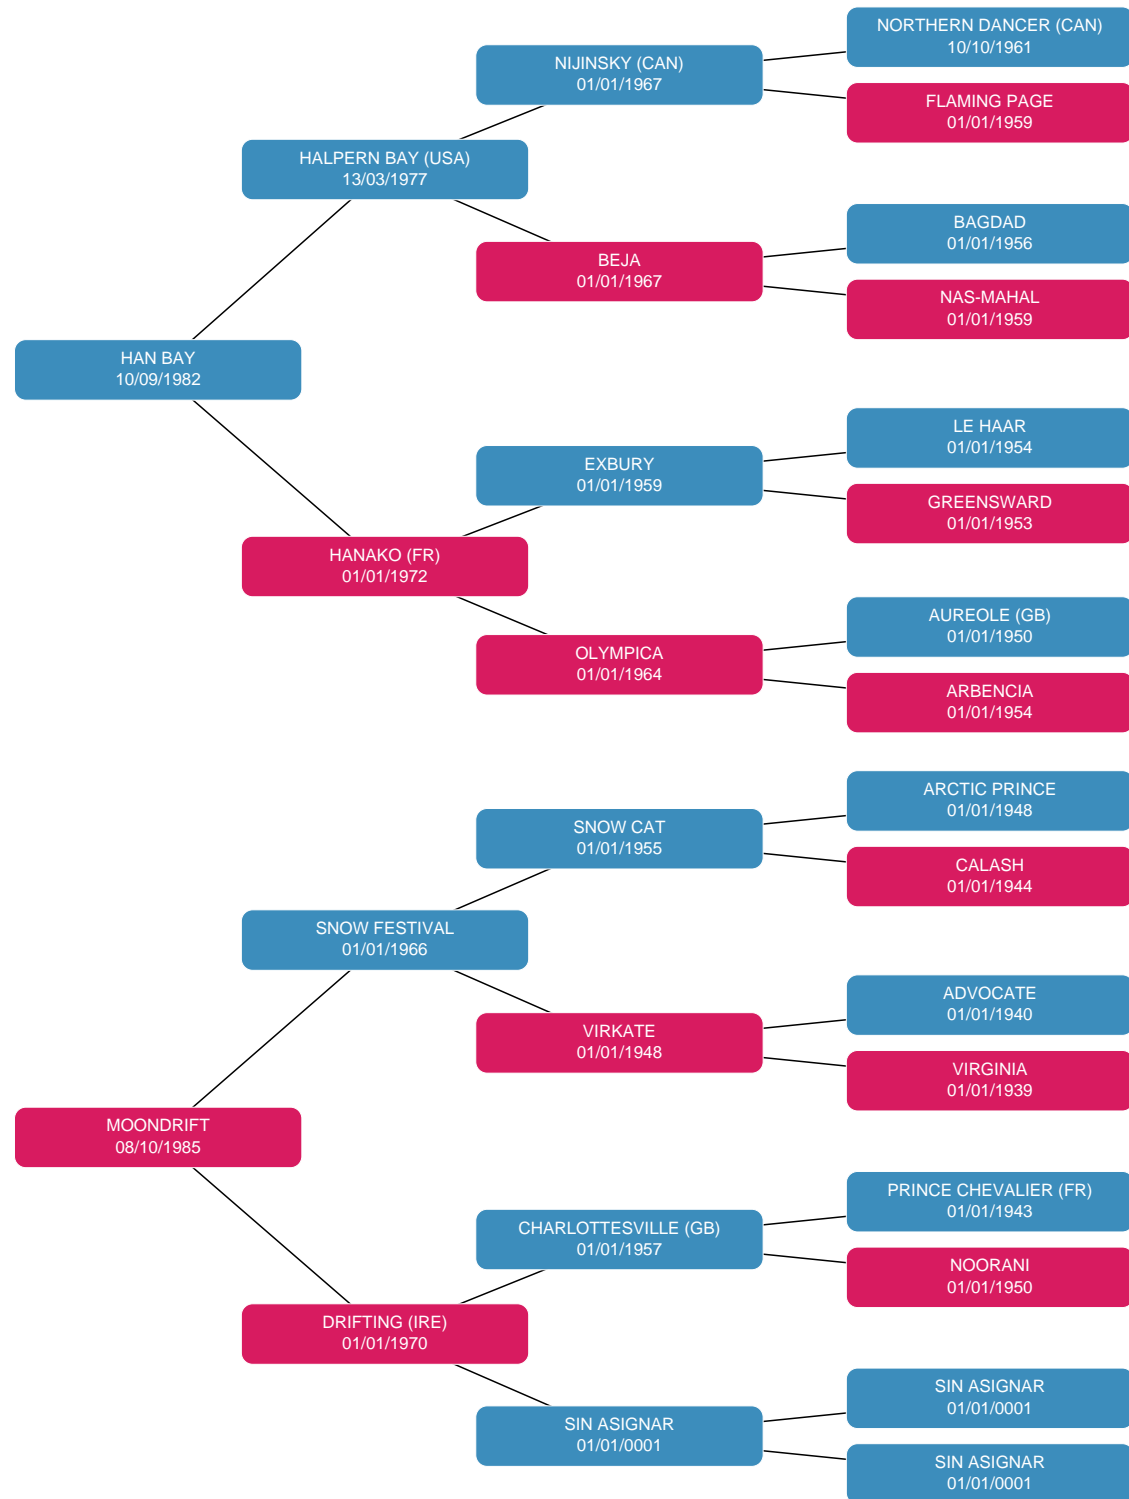 NORTHERN DANCER (CAN)
10/10/1961
NIJINSKY (CAN)
01/01/1967
FLAMING PAGE
01/01/1959
HALPERN BAY (USA)
13/03/1977
BAGDAD
01/01/1956
BEJA
01/01/1967
NAS-MAHAL
01/01/1959
HAN BAY
10/09/1982
LE HAAR
01/01/1954
EXBURY
01/01/1959
GREENSWARD
01/01/1953
HANAKO (FR)
01/01/1972
AUREOLE (GB)
01/01/1950
OLYMPICA
01/01/1964
ARBENCIA
01/01/1954
ARCTIC PRINCE
01/01/1948
SNOW CAT
01/01/1955
CALASH
01/01/1944
SNOW FESTIVAL
01/01/1966
ADVOCATE
01/01/1940
VIRKATE
01/01/1948
VIRGINIA
01/01/1939
MOONDRIFT
08/10/1985
PRINCE CHEVALIER (FR)
01/01/1943
CHARLOTTESVILLE (GB)
01/01/1957
NOORANI
01/01/1950
DRIFTING (IRE)
01/01/1970
SIN ASIGNAR
01/01/0001
SIN ASIGNAR
01/01/0001
SIN ASIGNAR
01/01/0001